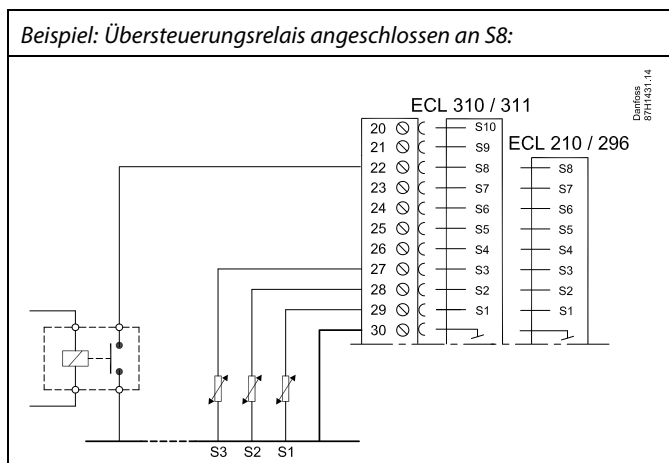 Beispiel: Übersteuerungsrelais angeschlossen an S8:
Danfoss
87H1431.14
ECL 310 / 311
ECL 210 / 296
20 S10
21 S9
22 S8 S8
23 S7 S7
24 S6 S6
25 S5 S5
26 S4 S4
27 S3 S3
28 S2 S2
29 S1 S1
30
S3 S2 S1